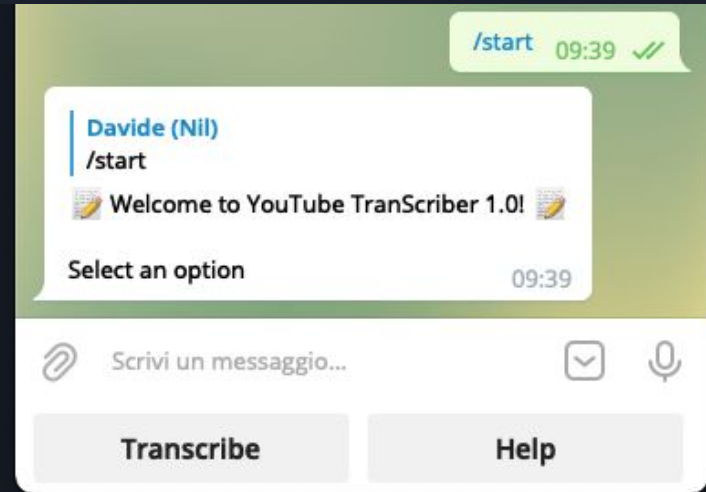 /start 09:39
Davide (Nil)
/start
Welcome to YouTube TranScriber 1.0!
Select an option
09:39
Scrivi un messaggio...
Transcribe Help